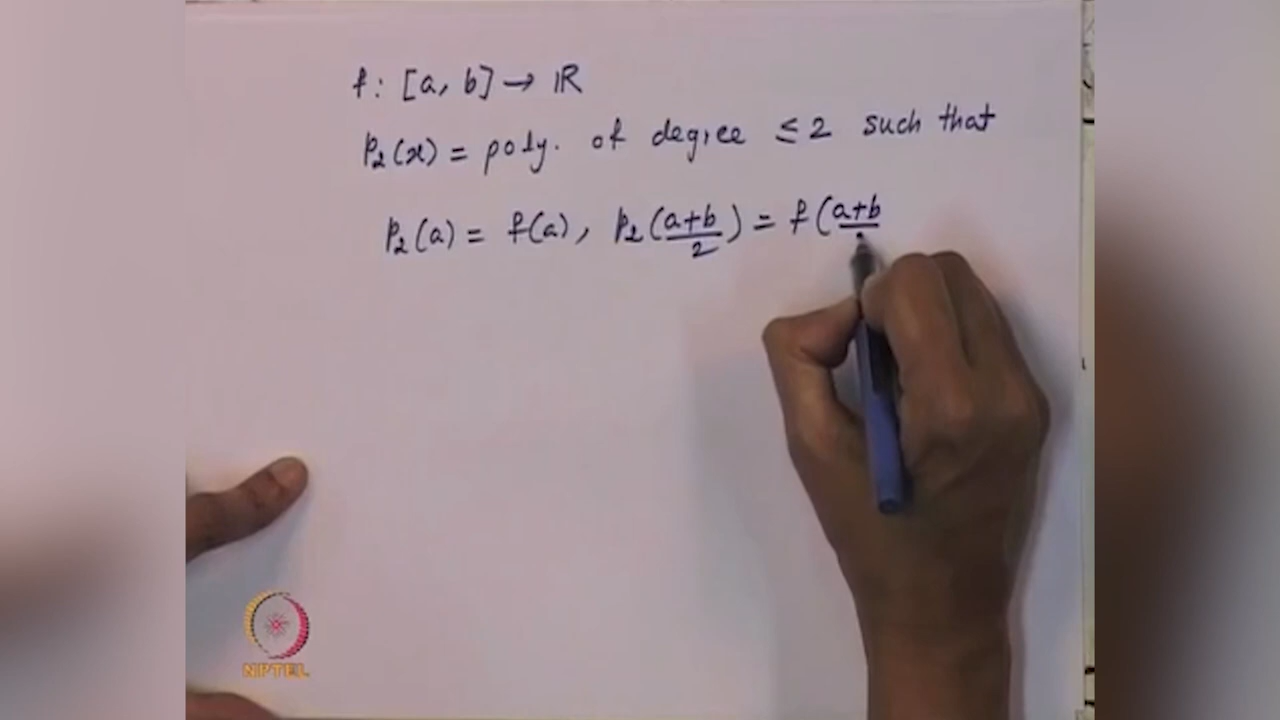 f: [a, b] → ℝ
p₂(x) = poly. of degree ≤ 2 such that
p₂(a) = f(a), p₂(a+b/2) = f(a+b/
NPTEL